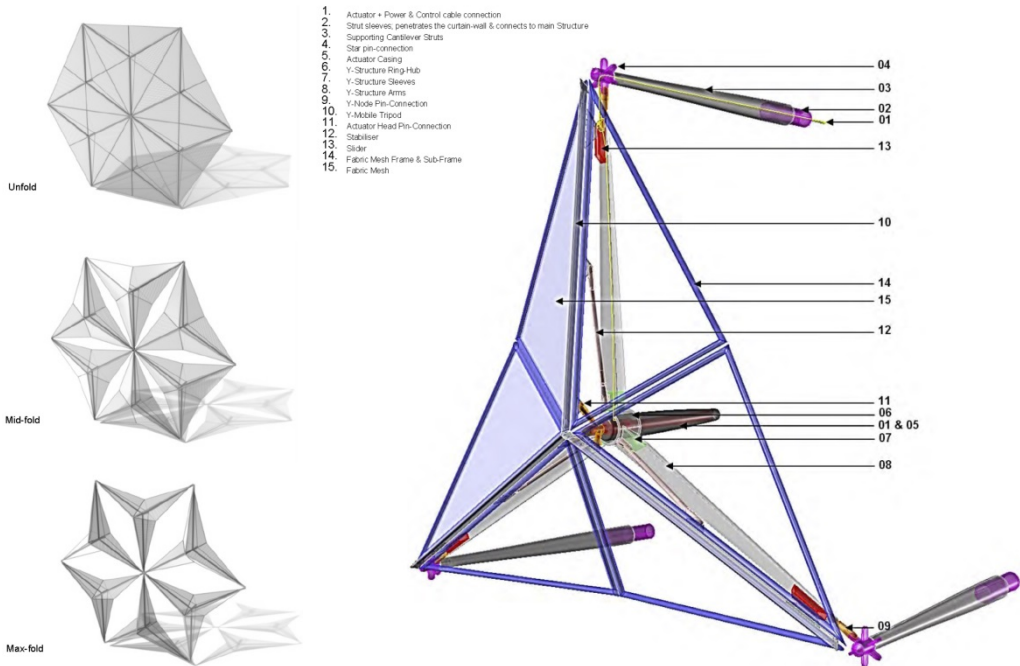 1. Actuator + Power & Control cable connection
2. Strut sleeves, penetrates the curtain-wall & connects to main Structure
3. Supporting Cantilever Struts
4. Star pin-connection
5. Actuator Casing
6. Y-Structure Ring-Hub
7. Y-Structure Sleeves
8. Y-Structure Arms
9. Y-Node Pin-Connection
10. Y-Mobile Tripod
11. Actuator Head Pin-Connection
12. Stabiliser
13. Slider
14. Fabric Mesh Frame & Sub-Frame
15. Fabric Mesh
Unfold
Mid-fold
Max-fold
04
03
02
01
13
10
14
15
12
11
06
01 & 05
07
08
09